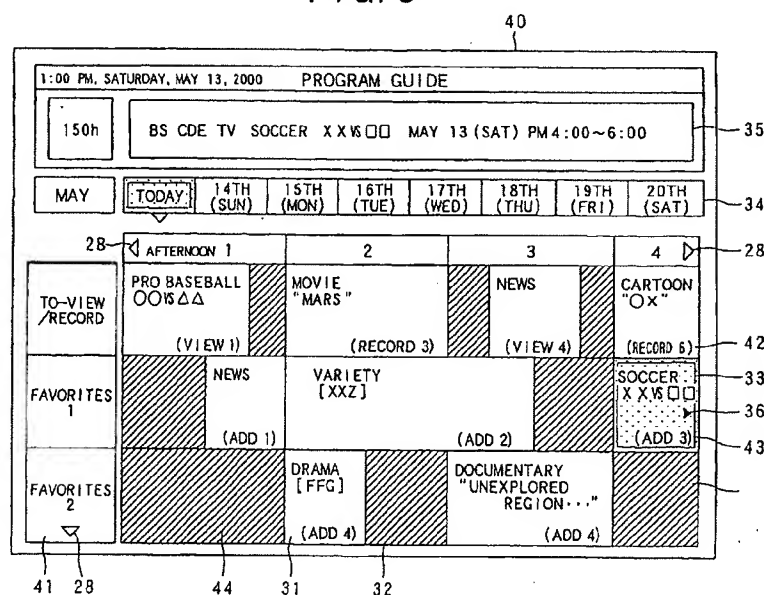 40
1:00 PM, SATURDAY, MAY 13, 2000 PROGRAM GUIDE
150h
BS CDE TV SOCCER X X VS □□ MAY 13 (SAT) PM 4:00~6:00
35
MAY
TODAY
14TH (SUN)
15TH (MON)
16TH (TUE)
17TH (WED)
18TH (THU)
19TH (FRI)
20TH (SAT)
34
28
AFTERNOON 1
2
3
4
28
TO-VIEW /RECORD
PRO BASEBALL
○○VS△△
(VIEW 1)
MOVIE
"MARS"
(RECORD 3)
NEWS
(VIEW 4)
CARTOON
"○×"
(RECORD 6)
42
FAVORITES 1
NEWS
(ADD 1)
VARIETY
[XXZ]
(ADD 2)
SOCCER
X X VS □□
(ADD 3)
33
36
43
FAVORITES 2
DRAMA
[FFG]
(ADD 4)
DOCUMENTARY
"UNEXPLORED
REGION···"
(ADD 4)
41
28
44
31
32